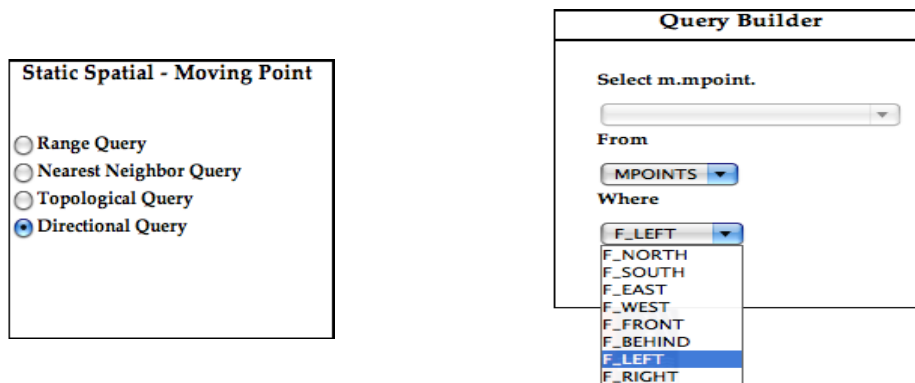 Static Spatial - Moving Point
Range Query
Nearest Neighbor Query
Topological Query
Directional Query
Query Builder
Select m.mpoint.
From
MPOINTS
Where
F_LEFT
F_NORTH
F_SOUTH
F_EAST
F_WEST
F_FRONT
F_BEHIND
F_LEFT
F_RIGHT